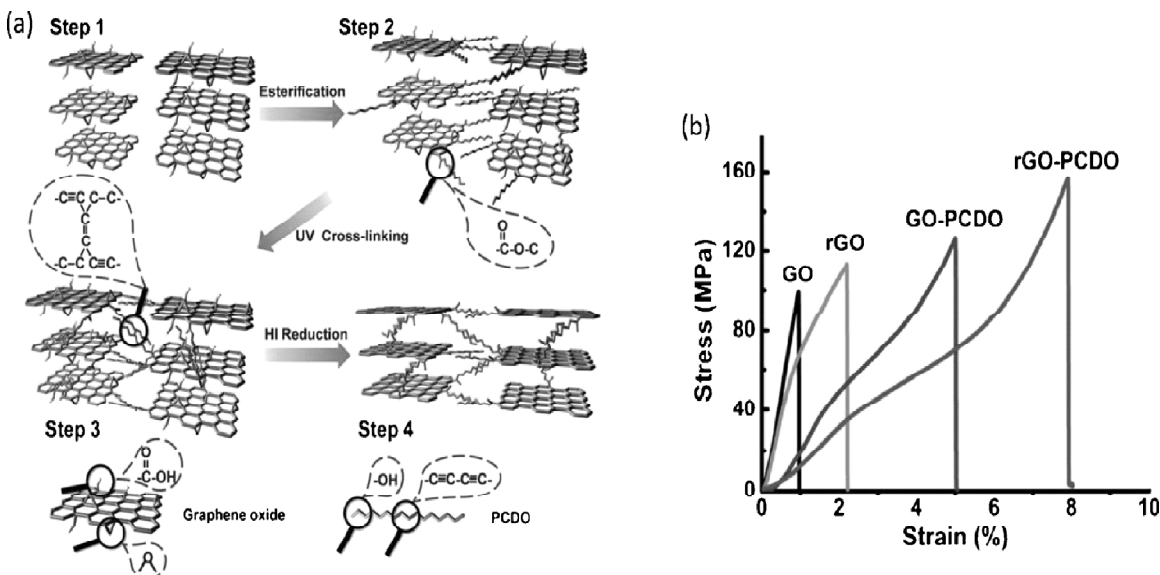 (a)
Step 1
Step 2
Esterification
O
-C-O-C
UV Cross-linking
-C≡C C-C-
C
C
-C-C C≡C-
HI Reduction
Step 3
Step 4
O
-C-OH
Graphene oxide
O
-OH
-C≡C-C≡C-
PCDO
(b)
Stress (MPa)
160
120
80
40
0
GO
rGO
GO-PCDO
rGO-PCDO
0 2 4 6 8 10
Strain (%)